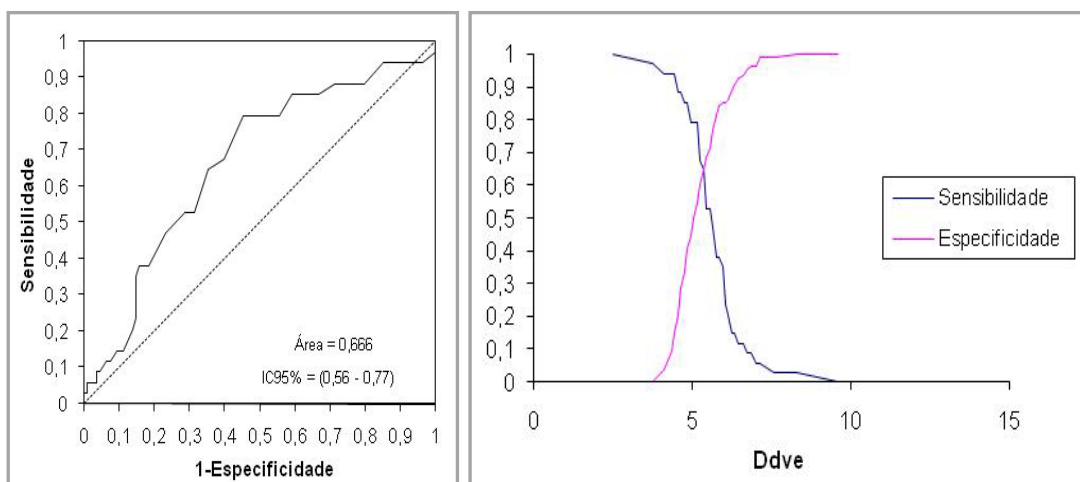 1
0,9
0,8
0,7
0,6
0,5
0,4
0,3
0,2
0,1
0
Sensibilidade
Área = 0,666
IC95% = (0,56 - 0,77)
0 0,1 0,2 0,3 0,4 0,5 0,6 0,7 0,8 0,9 1
1-Especificidade
1
0,9
0,8
0,7
0,6
0,5
0,4
0,3
0,2
0,1
0
0 5 10 15
Ddve
Sensibilidade
Especificidade